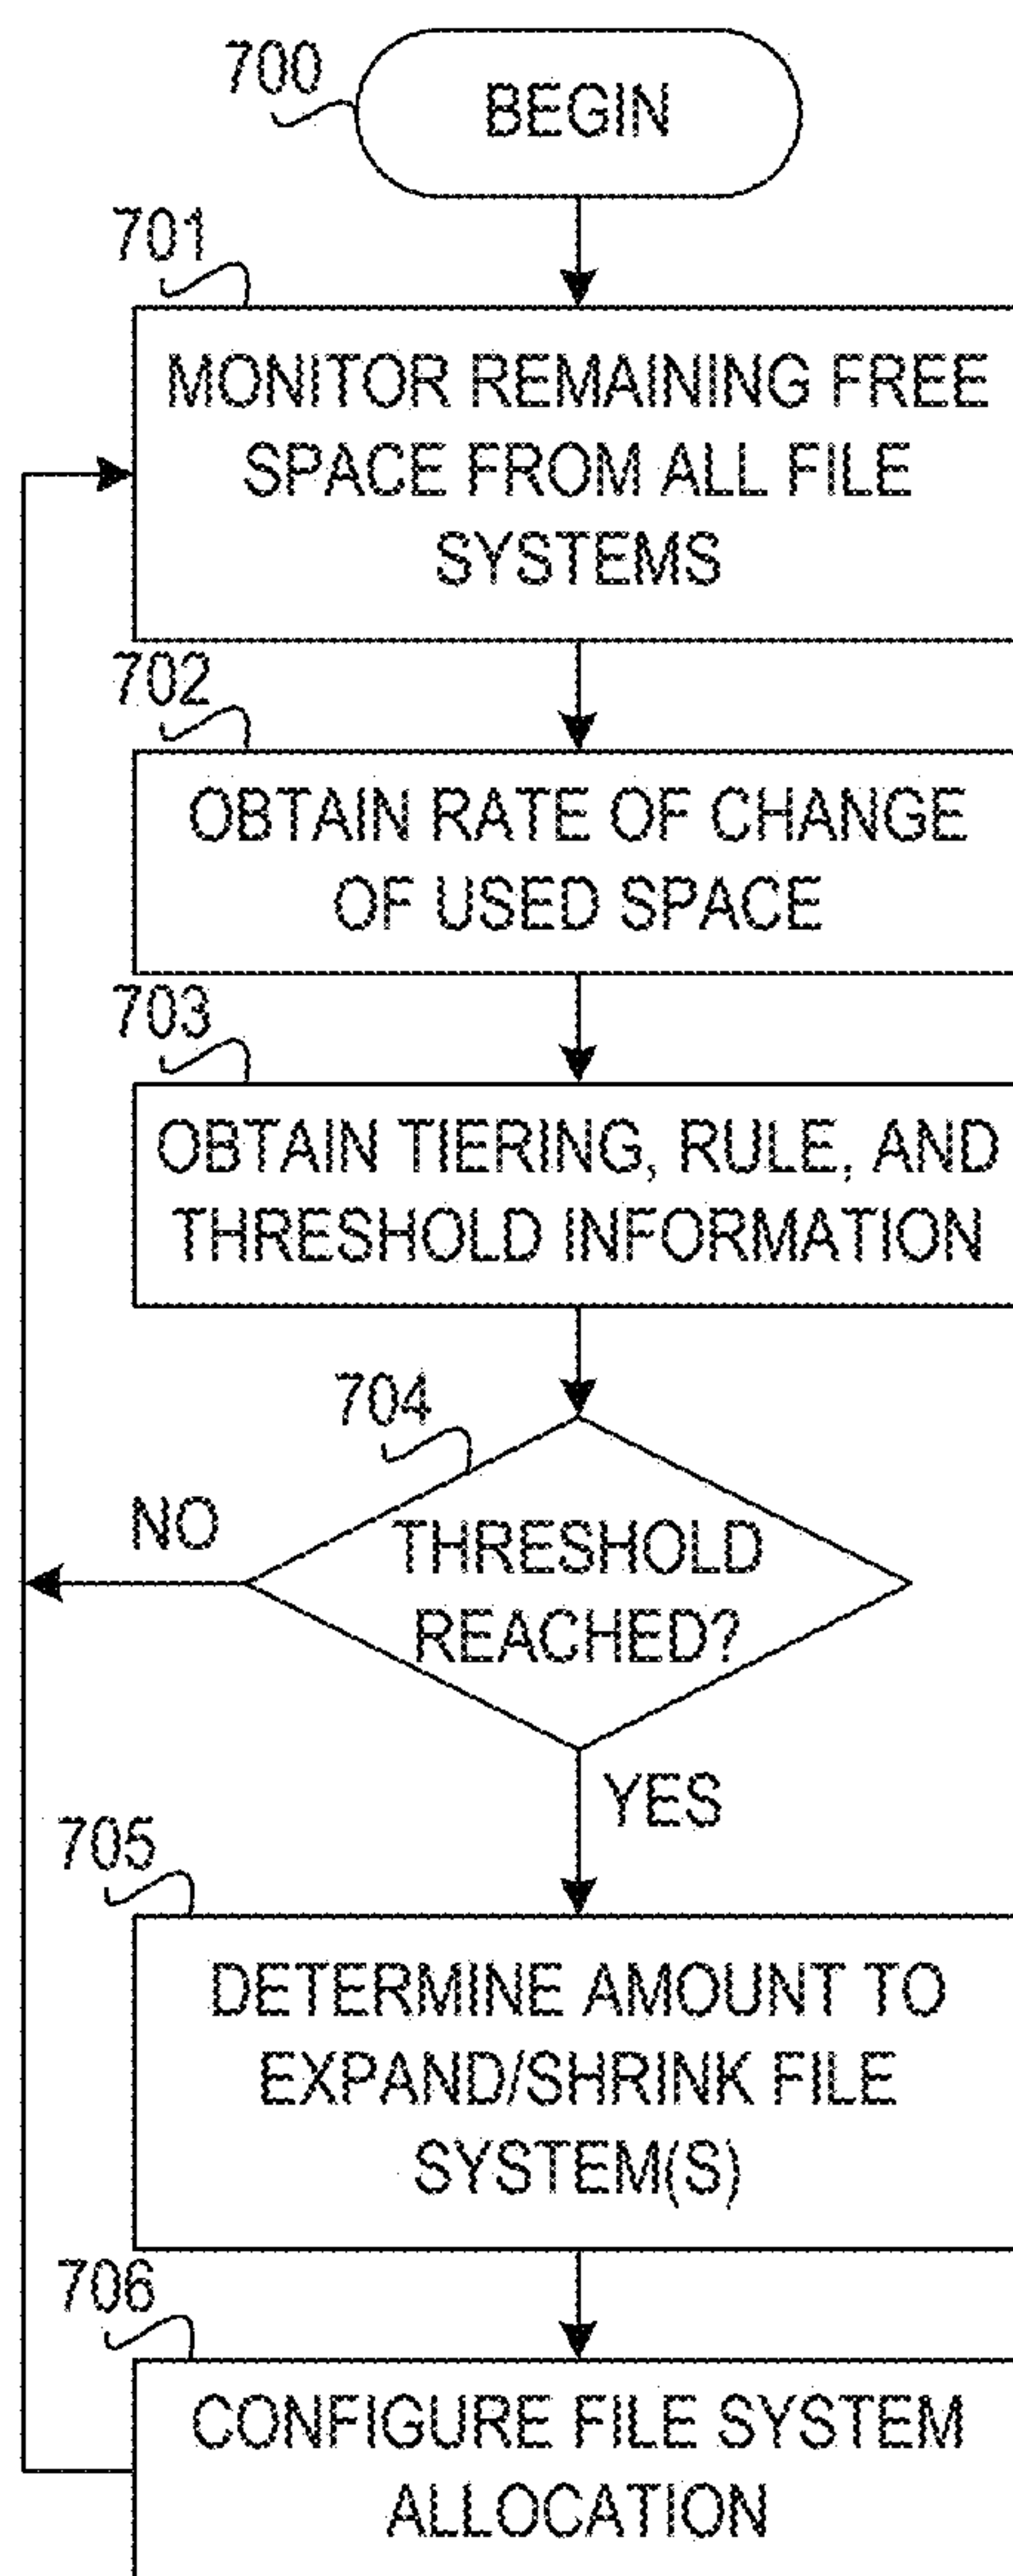 700
BEGIN
701
MONITOR REMAINING FREE
SPACE FROM ALL FILE
SYSTEMS
702
OBTAIN RATE OF CHANGE
OF USED SPACE
703
OBTAIN TIERING, RULE, AND
THRESHOLD INFORMATION
704
NO
THRESHOLD
REACHED?
YES
705
DETERMINE AMOUNT TO
EXPAND/SHRINK FILE
SYSTEM(S)
706
CONFIGURE FILE SYSTEM
ALLOCATION